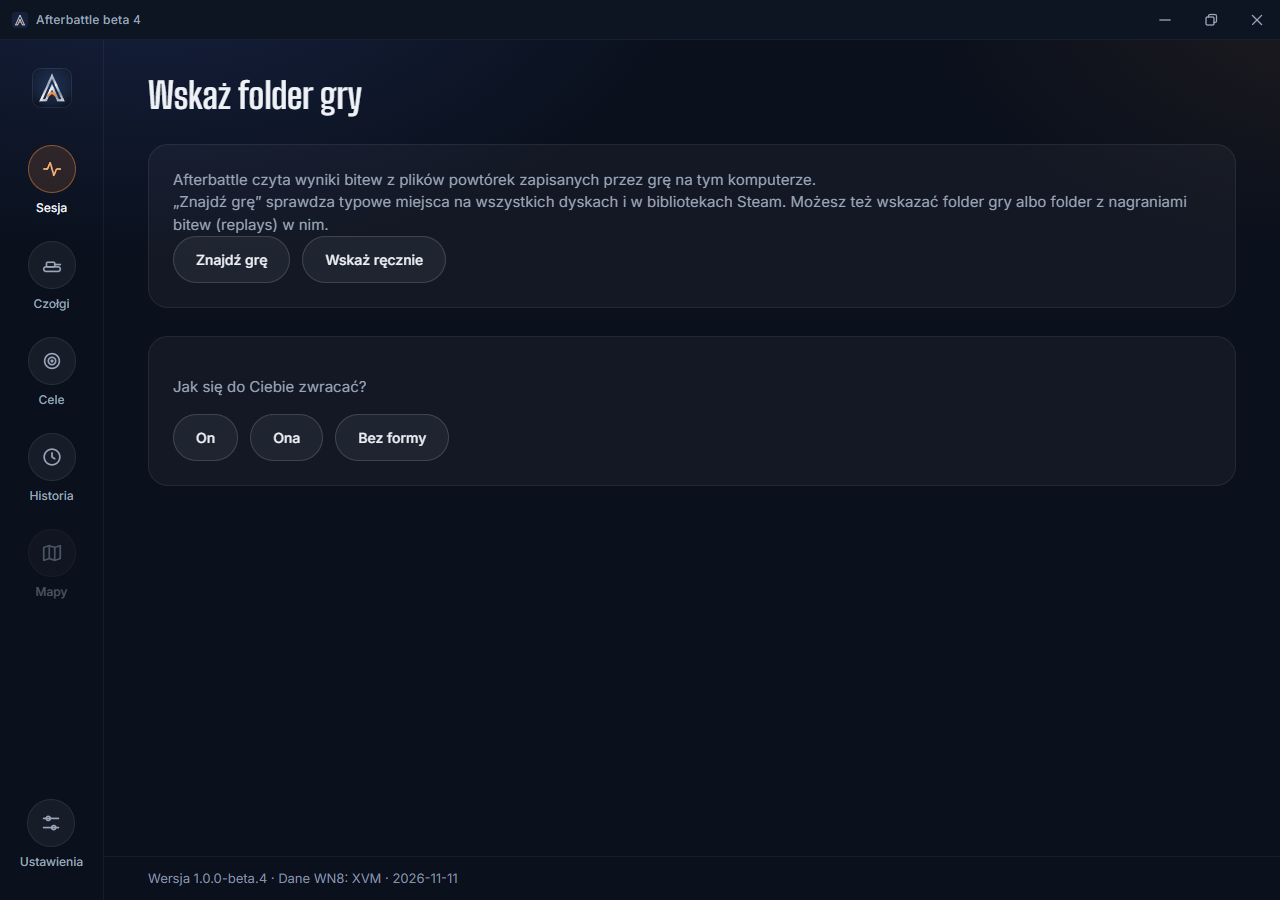 Afterbattle beta 4
Wskaż folder gry
Afterbattle czyta wyniki bitew z plików powtórek zapisanych przez grę na tym komputerze.
„Znajdź grę” sprawdza typowe miejsca na wszystkich dyskach i w bibliotekach Steam. Możesz też wskazać folder gry albo folder z nagraniami
bitew (replays) w nim.
Znajdź grę
Wskaż ręcznie
Jak się do Ciebie zwracać?
On
Ona
Bez formy
Sesja
Czołgi
Cele
Historia
Mapy
Ustawienia
Wersja 1.0.0-beta.4 · Dane WN8: XVM · 2026-11-11